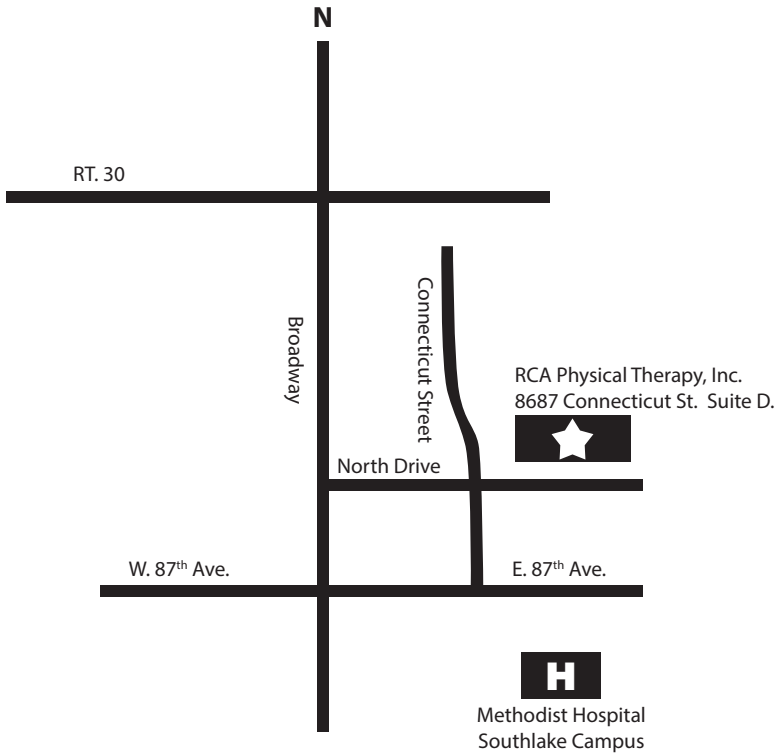 N
RT. 30
Broadway
Connecticut Street
RCA Physical Therapy, Inc.
8687 Connecticut St.  Suite D.
North Drive
W. 87th Ave.
E. 87th Ave.
H
Methodist Hospital
Southlake Campus